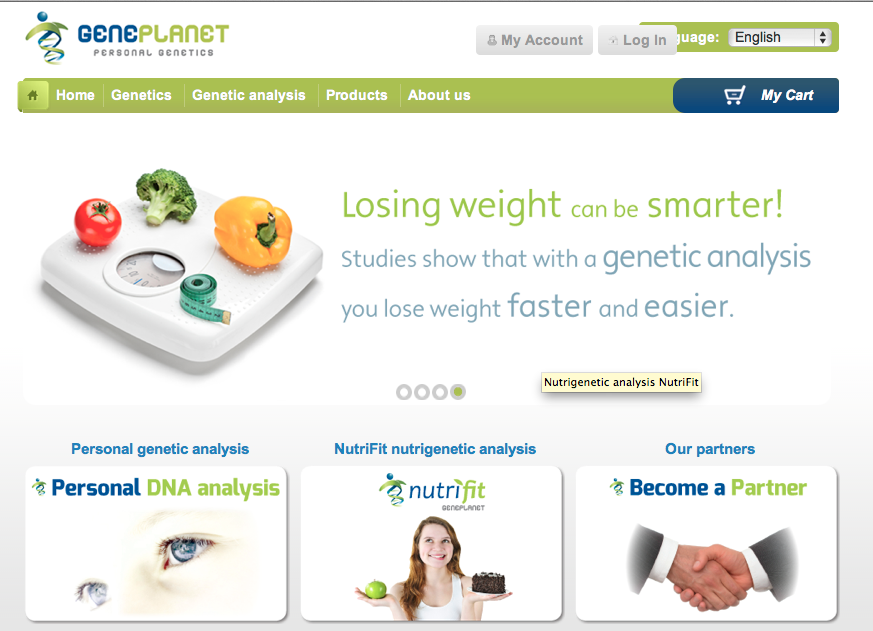 GENEPLANET
PERSONAL GENETICS
My Account
Log In
guage:
English
Home
Genetics
Genetic analysis
Products
About us
My Cart
Losing weight can be smarter!
Studies show that with a genetic analysis
you lose weight faster and easier.
Nutrigenetic analysis NutriFit
Personal genetic analysis
NutriFit nutrigenetic analysis
Our partners
Personal DNA analysis
nutrifit
GENEPLANET
Become a Partner